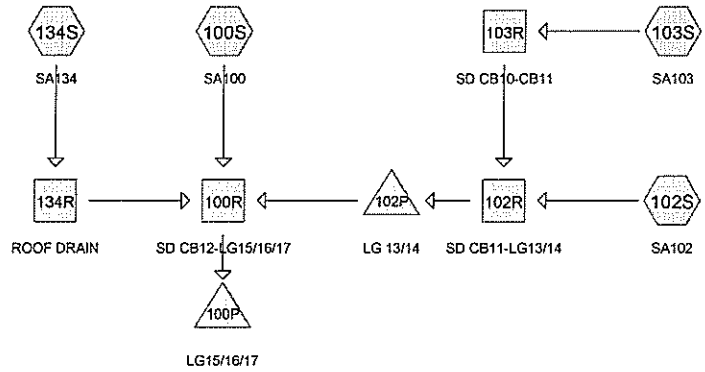 134S
100S
103R
103S
SA134
SA100
SD CB10-CB11
SA103
134R
100R
102P
102R
102S
ROOF DRAIN
SD CB12-LG15/16/17
LG 13/14
SD CB11-LG13/14
SA102
100P
LG15/16/17